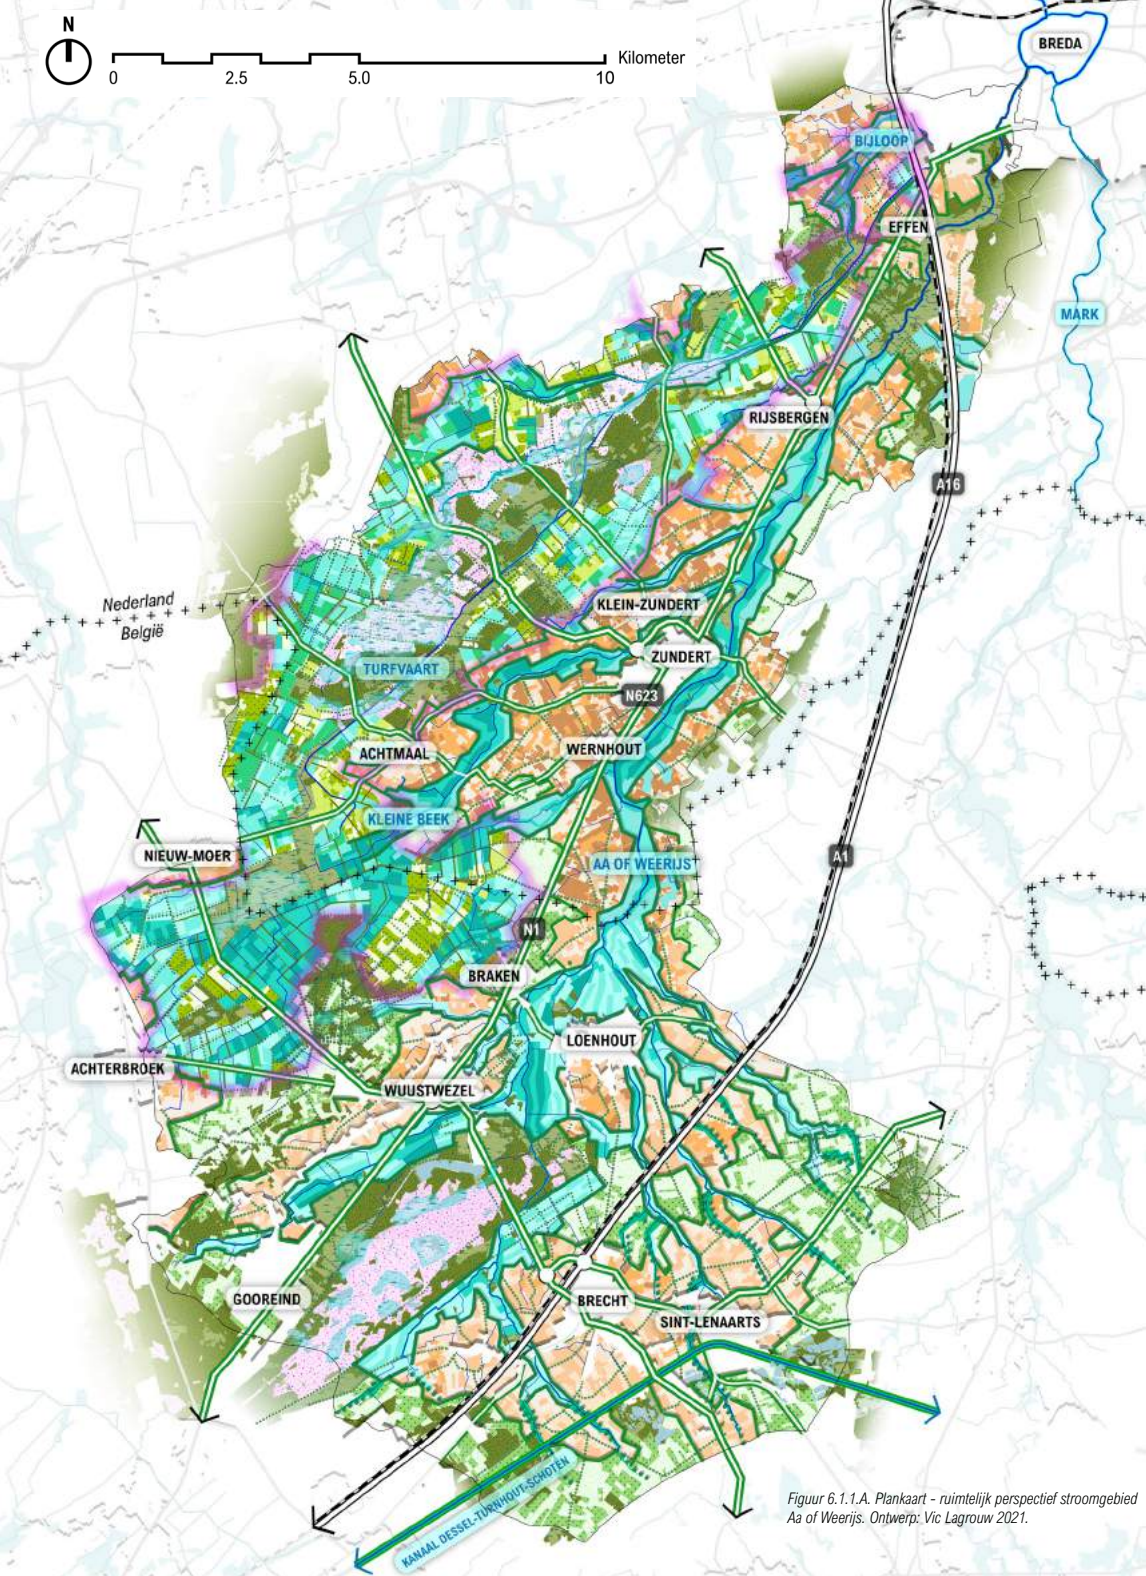 N
Kilometer
0
2.5
5.0
10
BREDA
BIJLOOP
EFFEN
MARK
RIJSBERGEN
A16
Nederland
België
KLEIN-ZUNDERT
ZUNDERT
TURFVAART
N623
ACHTMAAL
WERNHOUT
KLEINE BEEK
NIEUW-MOER
AA OF WEERIJS
A1
N1
BRAKEN
LOENHOUT
ACHTERBROEK
WUUSTWEZEL
GOOREIND
BRECHT
SINT-LENAARTS
KANAAL DESSEL-TURNHOUT-SCHOTEN
Figuur 6.1.1.A. Plankaart - ruimtelijk perspectief stroomgebied
Aa of Weerijs. Ontwerp: Vic Lagrouw 2021.